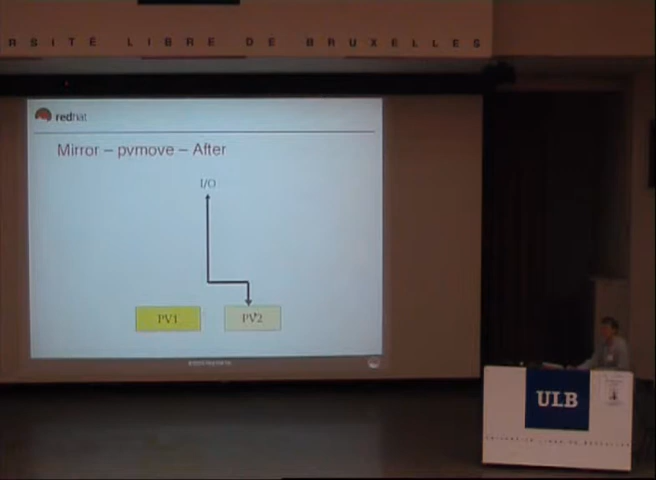 RSITÉ LIBRE DE BRUXELLES
redhat
Mirror – pvmove – After
I/O
PV1
PV2
ULB